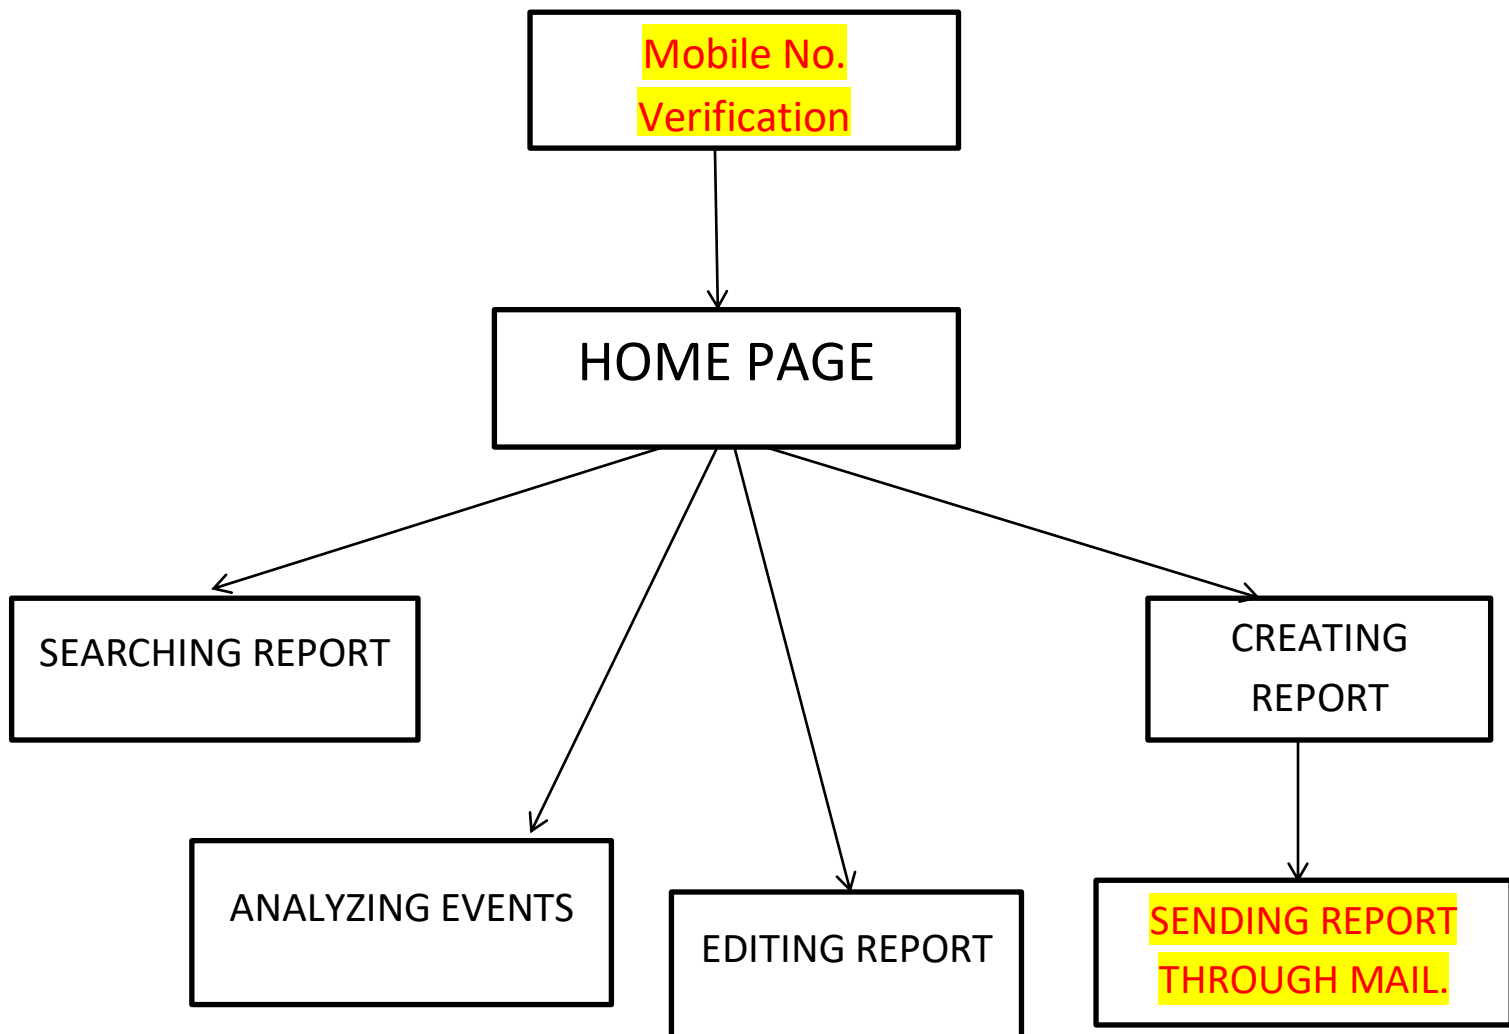 Mobile No.
Verification
HOME PAGE
SEARCHING REPORT
CREATING
REPORT
ANALYZING EVENTS
EDITING REPORT
SENDING REPORT
THROUGH MAIL.